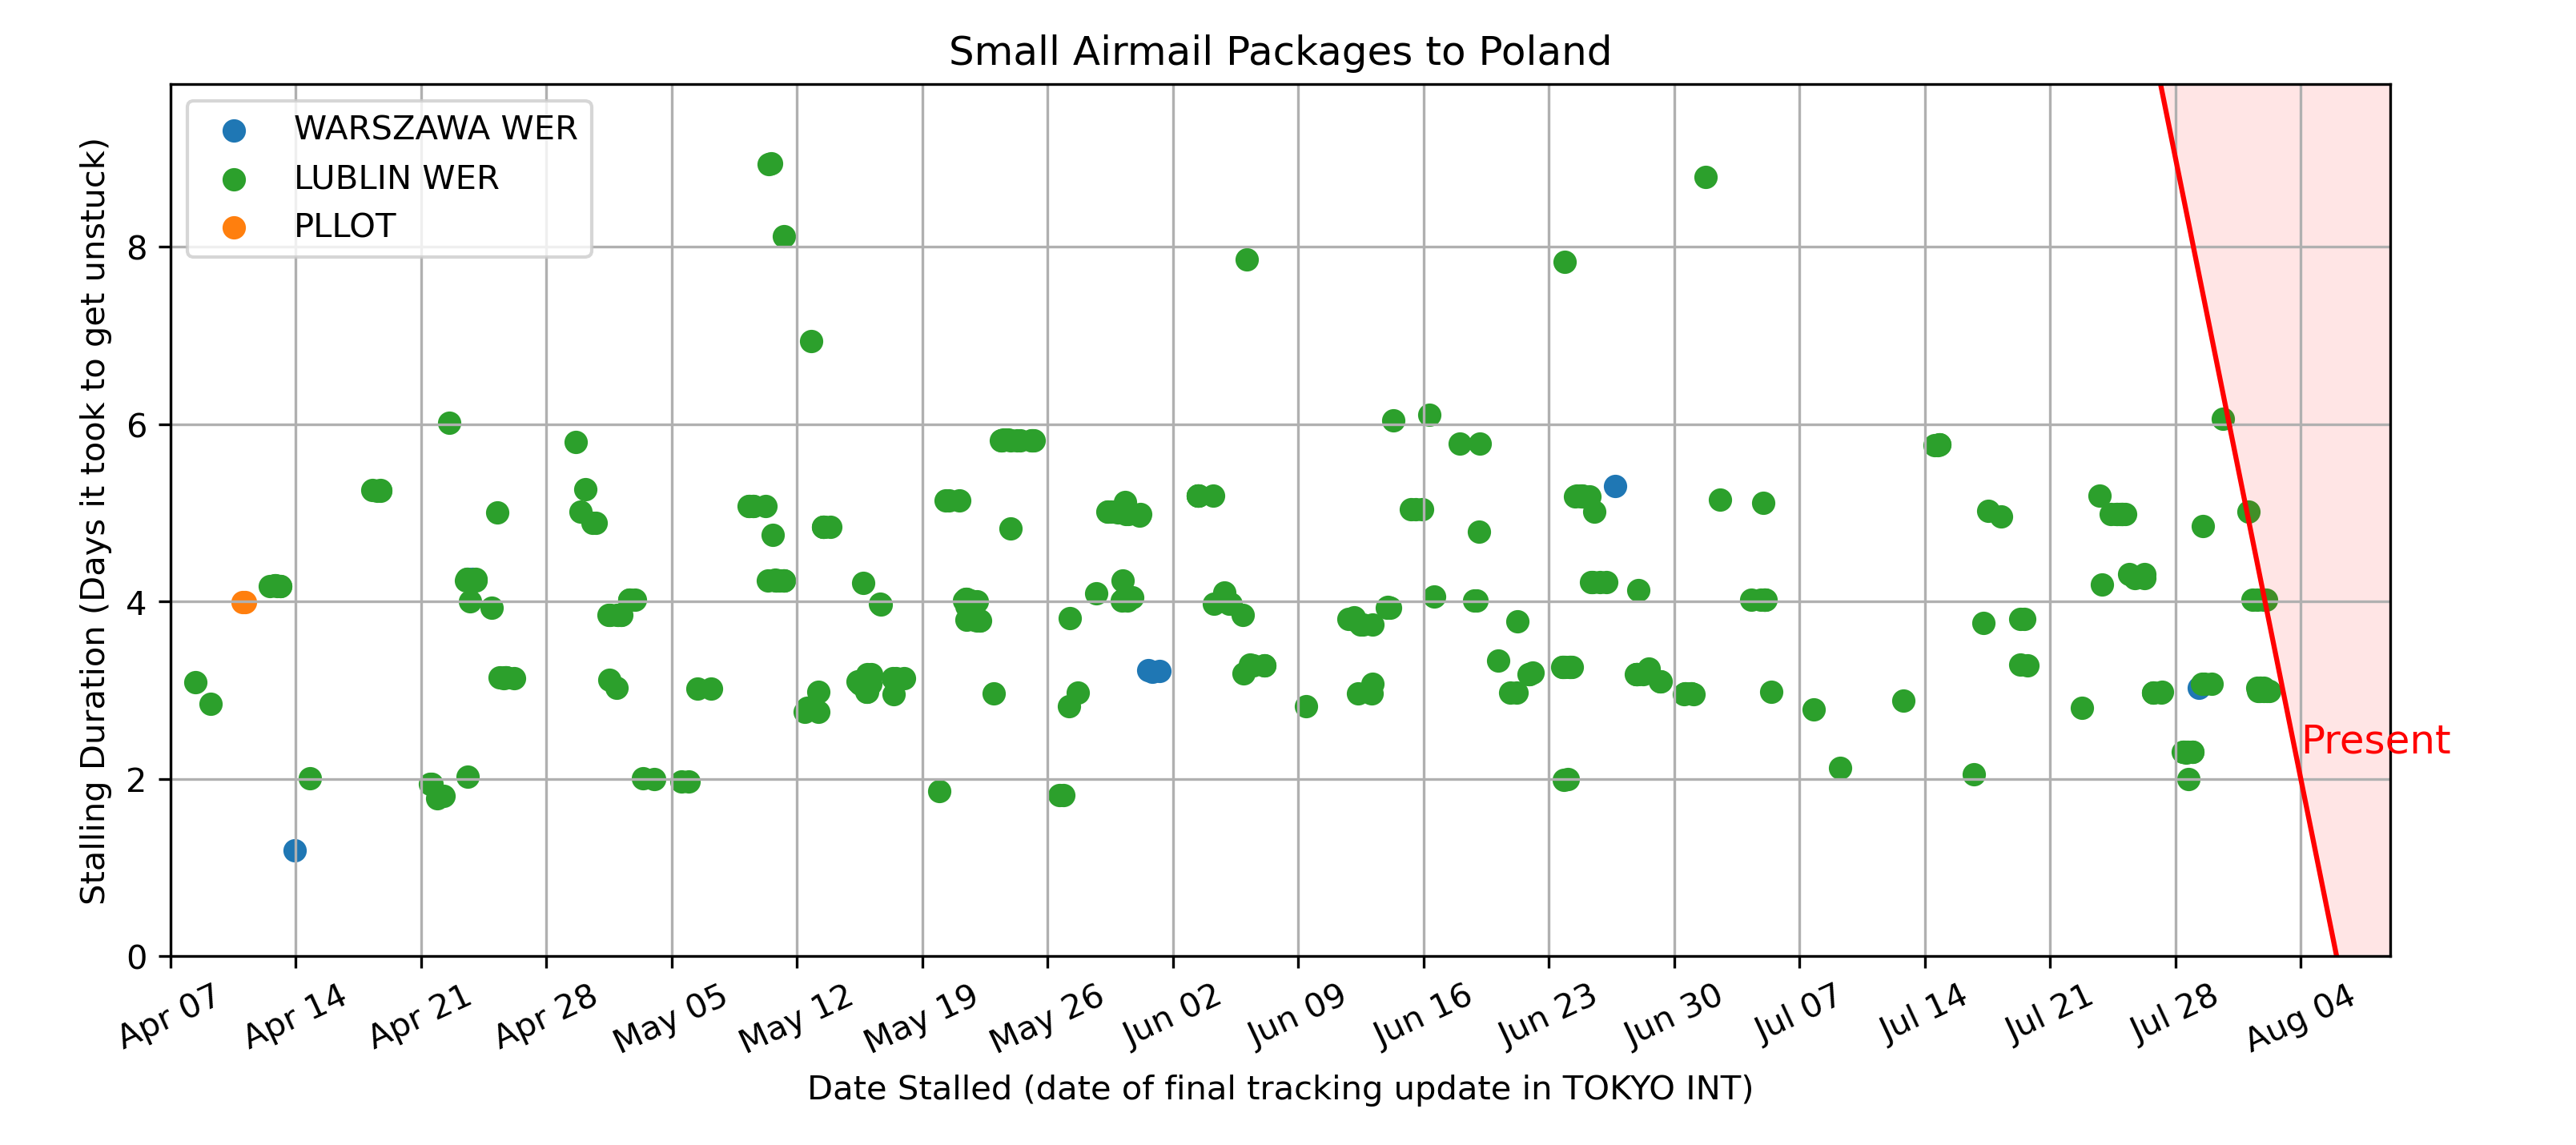 Small Airmail Packages to Poland
WARSZAWA WER
LUBLIN WER
PLLOT
Stalling Duration (Days it took to get unstuck)
8
6
4
2
0
Present
Apr 07
Apr 14
Apr 21
Apr 28
May 05
May 12
May 19
May 26
Jun 02
Jun 09
Jun 16
Jun 23
Jun 30
Jul 07
Jul 14
Jul 21
Jul 28
Aug 04
Date Stalled (date of final tracking update in TOKYO INT)